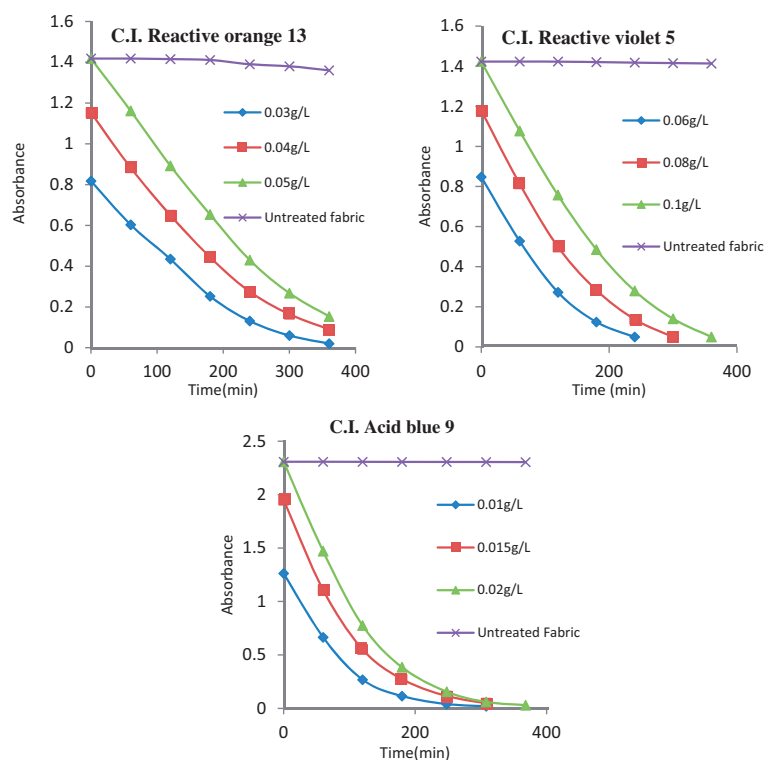 C.I. Reactive orange 13
1.6
1.4
1.2
1
0.8
0.6
0.4
0.2
0
Absorbance
0.03g/L
0.04g/L
0.05g/L
Untreated fabric
0 100 200 300 400
Time(min)
C.I. Reactive violet 5
1.6
1.4
1.2
1
0.8
0.6
0.4
0.2
0
Absorbance
0.06g/L
0.08g/L
0.1g/L
Untreated fabric
0 200 400
Time (min)
C.I. Acid blue 9
2.5
2
1.5
1
0.5
0
Absorbance
0.01g/L
0.015g/L
0.02g/L
Untreated Fabric
0 200 400
Time(min)